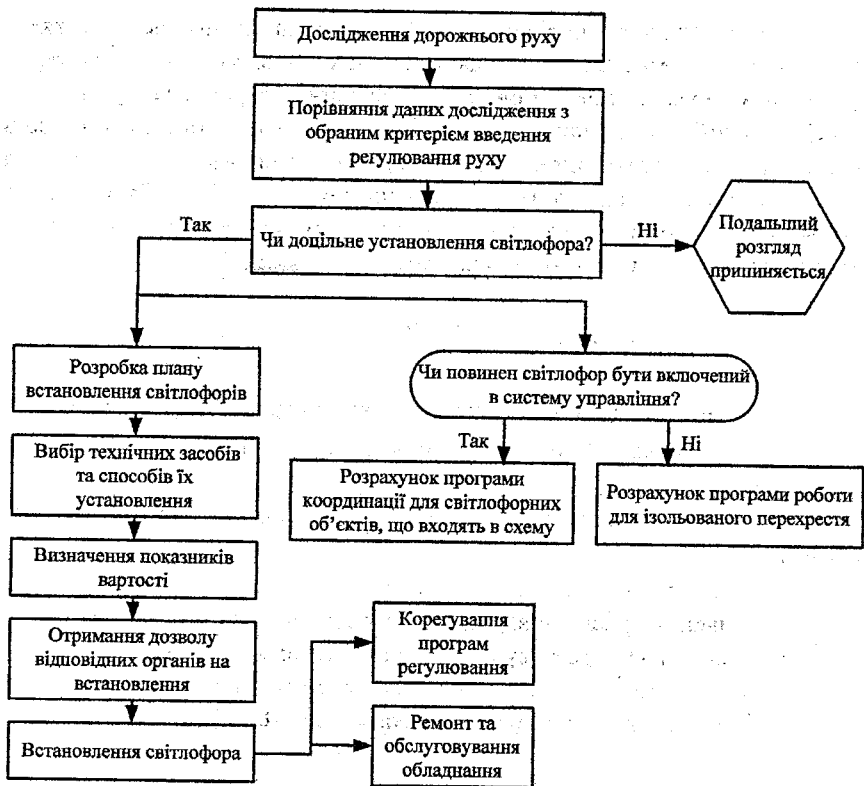 Дослідження дорожнього руху
Порівняння даних дослідження з
обраним критерієм введення
регулювання руху
Так
Чи доцільне установлення світлофора?
Ні
Подальший
розгляд
припиняється
Розробка плану
встановлення світлофорів
Чи повинен світлофор бути включений
в систему управління?
Так
Ні
Вибір технічних засобів
та способів їх
установлення
Розрахунок програми
координації для світлофорних
об’єктів, що входять в схему
Розрахунок програми роботи
для ізольованого перехрестя
Визначення показників
вартості
Отримання дозволу
відповідних органів на
встановлення
Корегування
програм
регулювання
Встановлення світлофора
Ремонт та
обслуговування
обладнання